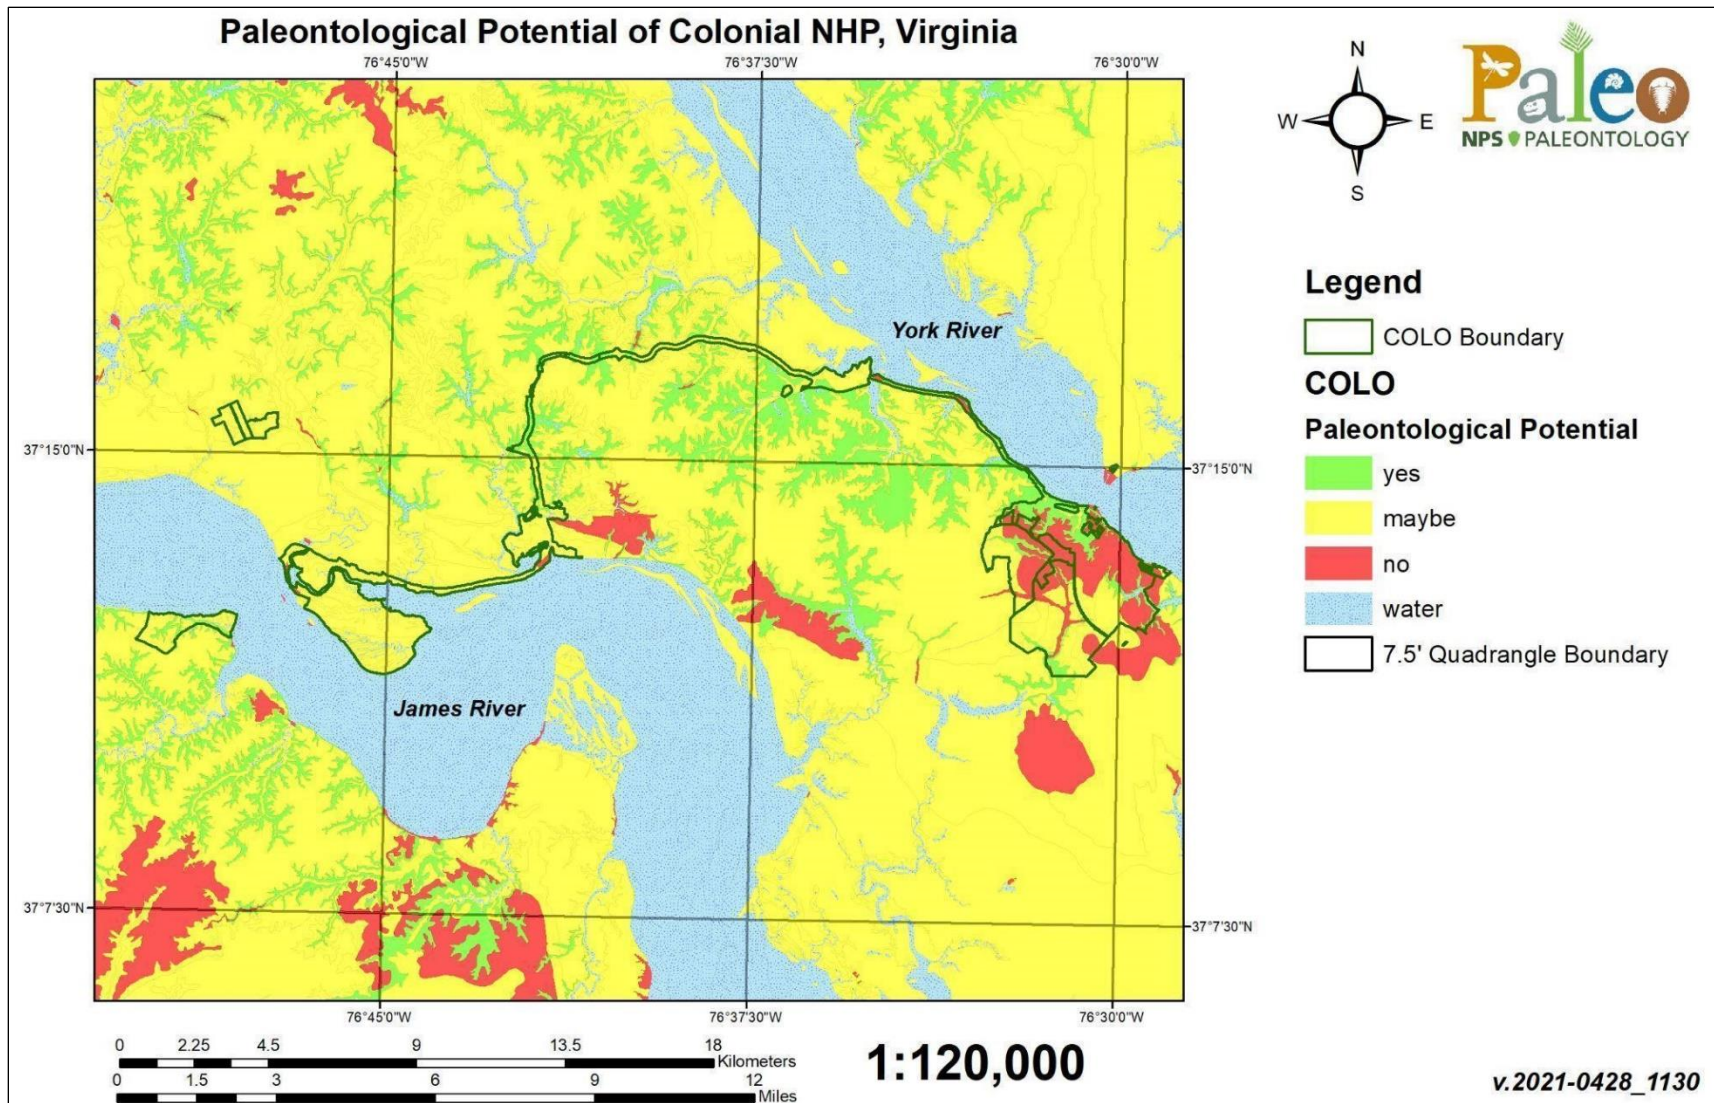 Paleontological Potential of Colonial NHP, Virginia
76°45'0"W
76°37'30"W
76°30'0"W
N
W
E
S
Paleo
NPS PALEONTOLOGY
York River
Legend
COLO Boundary
COLO
Paleontological Potential
yes
maybe
no
water
7.5' Quadrangle Boundary
37°15'0"N
37°15'0"N
James River
37°7'30"N
37°7'30"N
76°45'0"W
76°37'30"W
76°30'0"W
0 2.25 4.5 9 13.5 18
Kilometers
0 1.5 3 6 9 12
Miles
1:120,000
v.2021-0428_1130